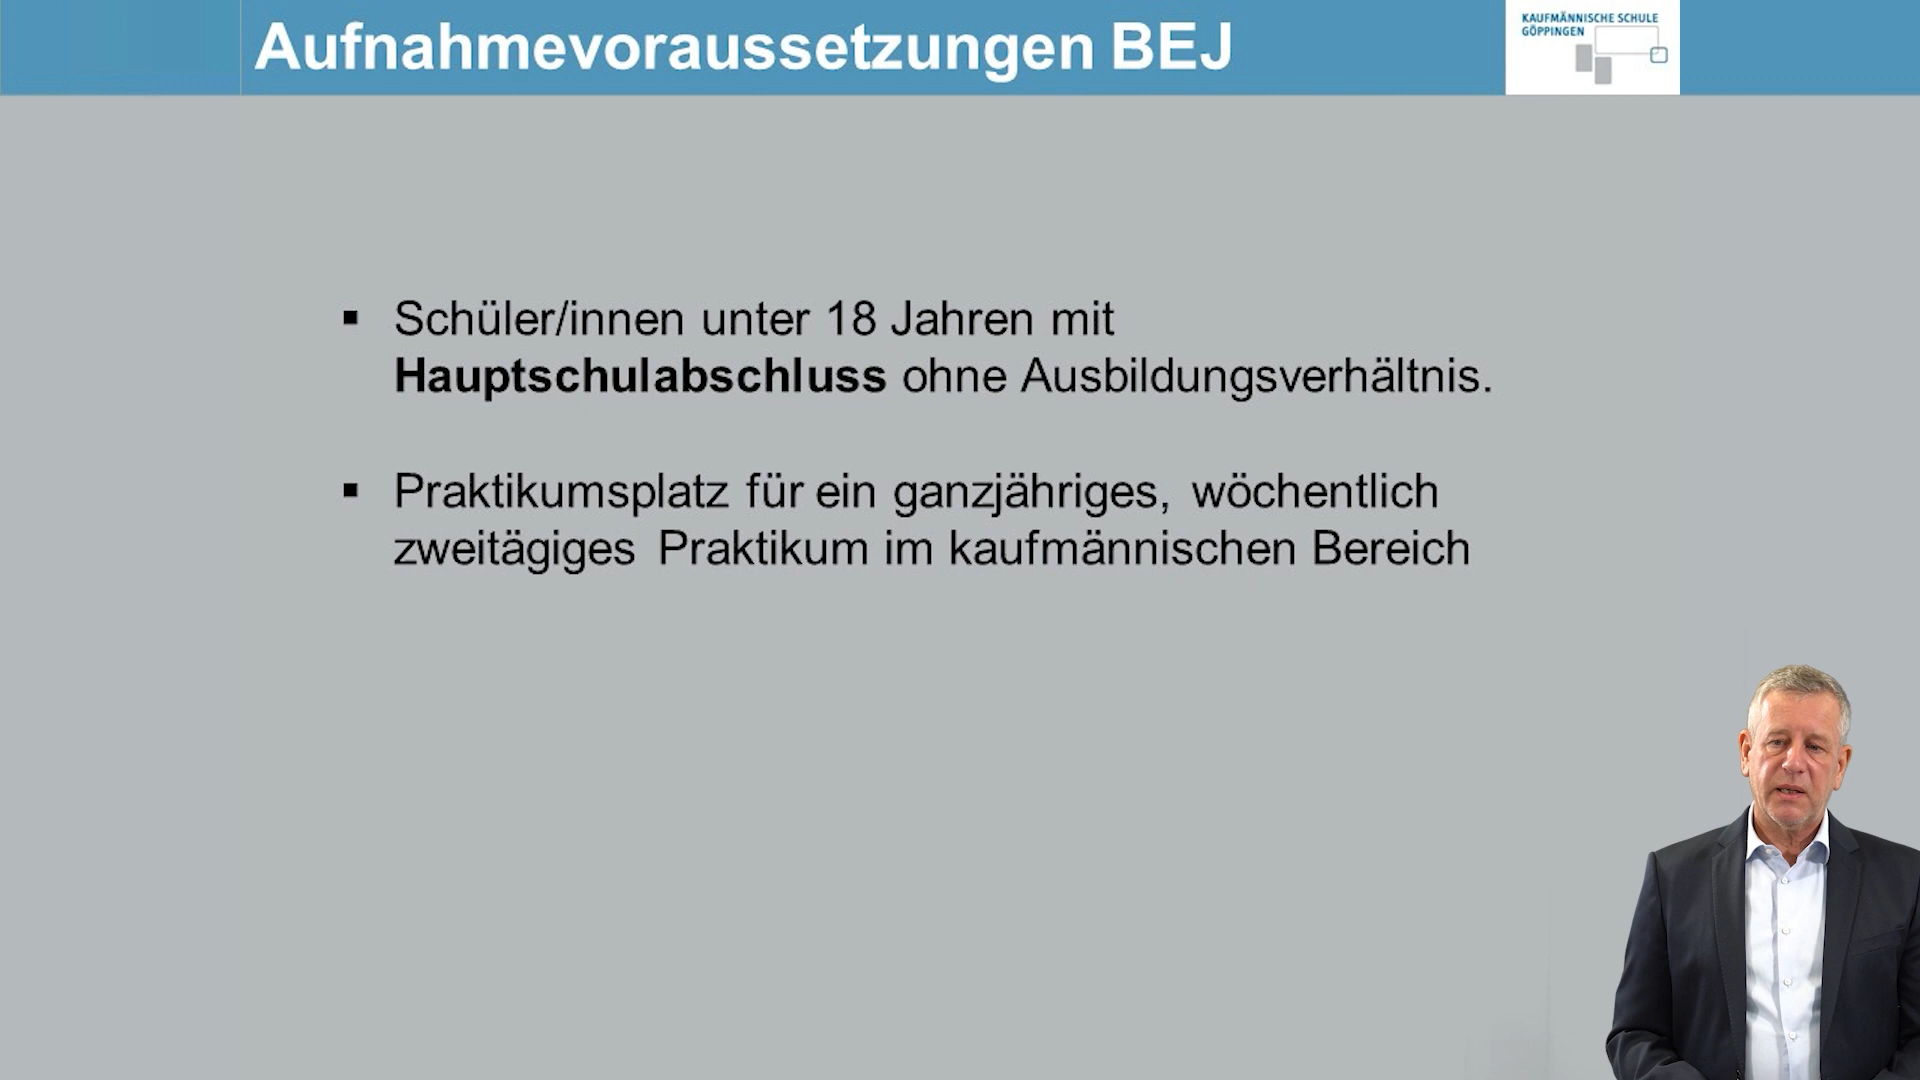 Aufnahmevoraussetzungen BEJ
KAUFMÄNNISCHE SCHULE
GÖPPINGEN
▪ Schüler/innen unter 18 Jahren mit
Hauptschulabschluss ohne Ausbildungsverhältnis.
▪ Praktikumsplatz für ein ganzjähriges, wöchentlich
zweitägiges Praktikum im kaufmännischen Bereich